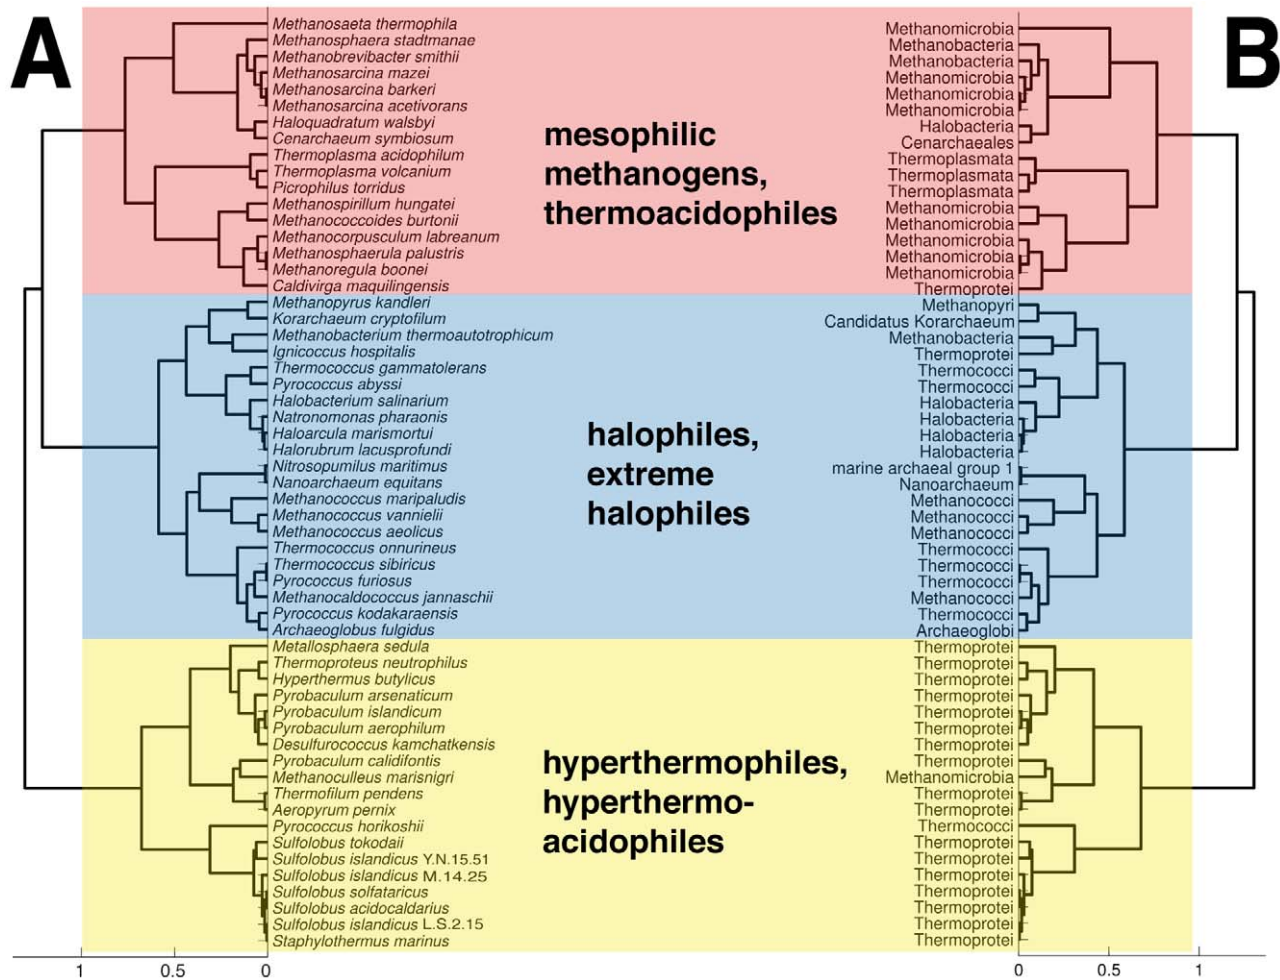 A
B
Methanosaeta thermophila
Methanosphaera stadtmanae
Methanobrevibacter smithii
Methanosarcina mazei
Methanosarcina barkeri
Methanosarcina acetivorans
Haloquadratum walsbyi
Cenarchaeum symbiosum
Thermoplasma acidophilum
Thermoplasma volcanium
Picrophilus torridus
Methanospirillum hungatei
Methanococcoides burtonii
Methanocorpusculum labreanum
Methanosphaerula palustris
Methanoregula boonei
Caldivirga maquilingensis
Methanopyrus kandleri
Korarchaeum cryptofilum
Methanobacterium thermoautotrophicum
Ignicoccus hospitalis
Thermococcus gammatolerans
Pyrococcus abyssi
Halobacterium salinarium
Natronomonas pharaonis
Haloarcula marismortui
Halorubrum lacusprofundi
Nitrosopumilus maritimus
Nanoarchaeum equitans
Methanococcus maripaludis
Methanococcus vannielii
Methanococcus aeolicus
Thermococcus onnurineus
Thermococcus sibiricus
Pyrococcus furiosus
Methanocaldococcus jannaschii
Pyrococcus kodakaraensis
Archaeoglobus fulgidus
Metallosphaera sedula
Thermoproteus neutrophilus
Hyperthermus butylicus
Pyrobaculum arsenaticum
Pyrobaculum islandicum
Pyrobaculum aerophilum
Desulfurococcus kamchatkensis
Pyrobaculum calidifontis
Methanoculleus marisnigri
Thermofilum pendens
Aeropyrum pernix
Pyrococcus horikoshii
Sulfolobus tokodaii
Sulfolobus islandicus Y.N.15.51
Sulfolobus islandicus M.14.25
Sulfolobus solfataricus
Sulfolobus acidocaldarius
Sulfolobus islandicus L.S.2.15
Staphylothermus marinus
1 0.5 0
mesophilic
methanogens,
thermoacidophiles
halophiles,
extreme
halophiles
hyperthermophiles,
hyperthermo-
acidophiles
Methanomicrobia
Methanobacteria
Methanobacteria
Methanomicrobia
Methanomicrobia
Methanomicrobia
Halobacteria
Cenarchaeales
Thermoplasmata
Thermoplasmata
Thermoplasmata
Methanomicrobia
Methanomicrobia
Methanomicrobia
Methanomicrobia
Methanomicrobia
Thermoprotei
Methanopyri
Candidatus Korarchaeum
Methanobacteria
Thermoprotei
Thermococci
Thermococci
Halobacteria
Halobacteria
Halobacteria
Halobacteria
marine archaeal group 1
Nanoarchaeum
Methanococci
Methanococci
Methanococci
Thermococci
Thermococci
Thermococci
Methanococci
Thermococci
Archaeoglobi
Thermoprotei
Thermoprotei
Thermoprotei
Thermoprotei
Thermoprotei
Thermoprotei
Thermoprotei
Thermoprotei
Methanomicrobia
Thermoprotei
Thermoprotei
Thermococci
Thermoprotei
Thermoprotei
Thermoprotei
Thermoprotei
Thermoprotei
Thermoprotei
Thermoprotei
0 0.5 1